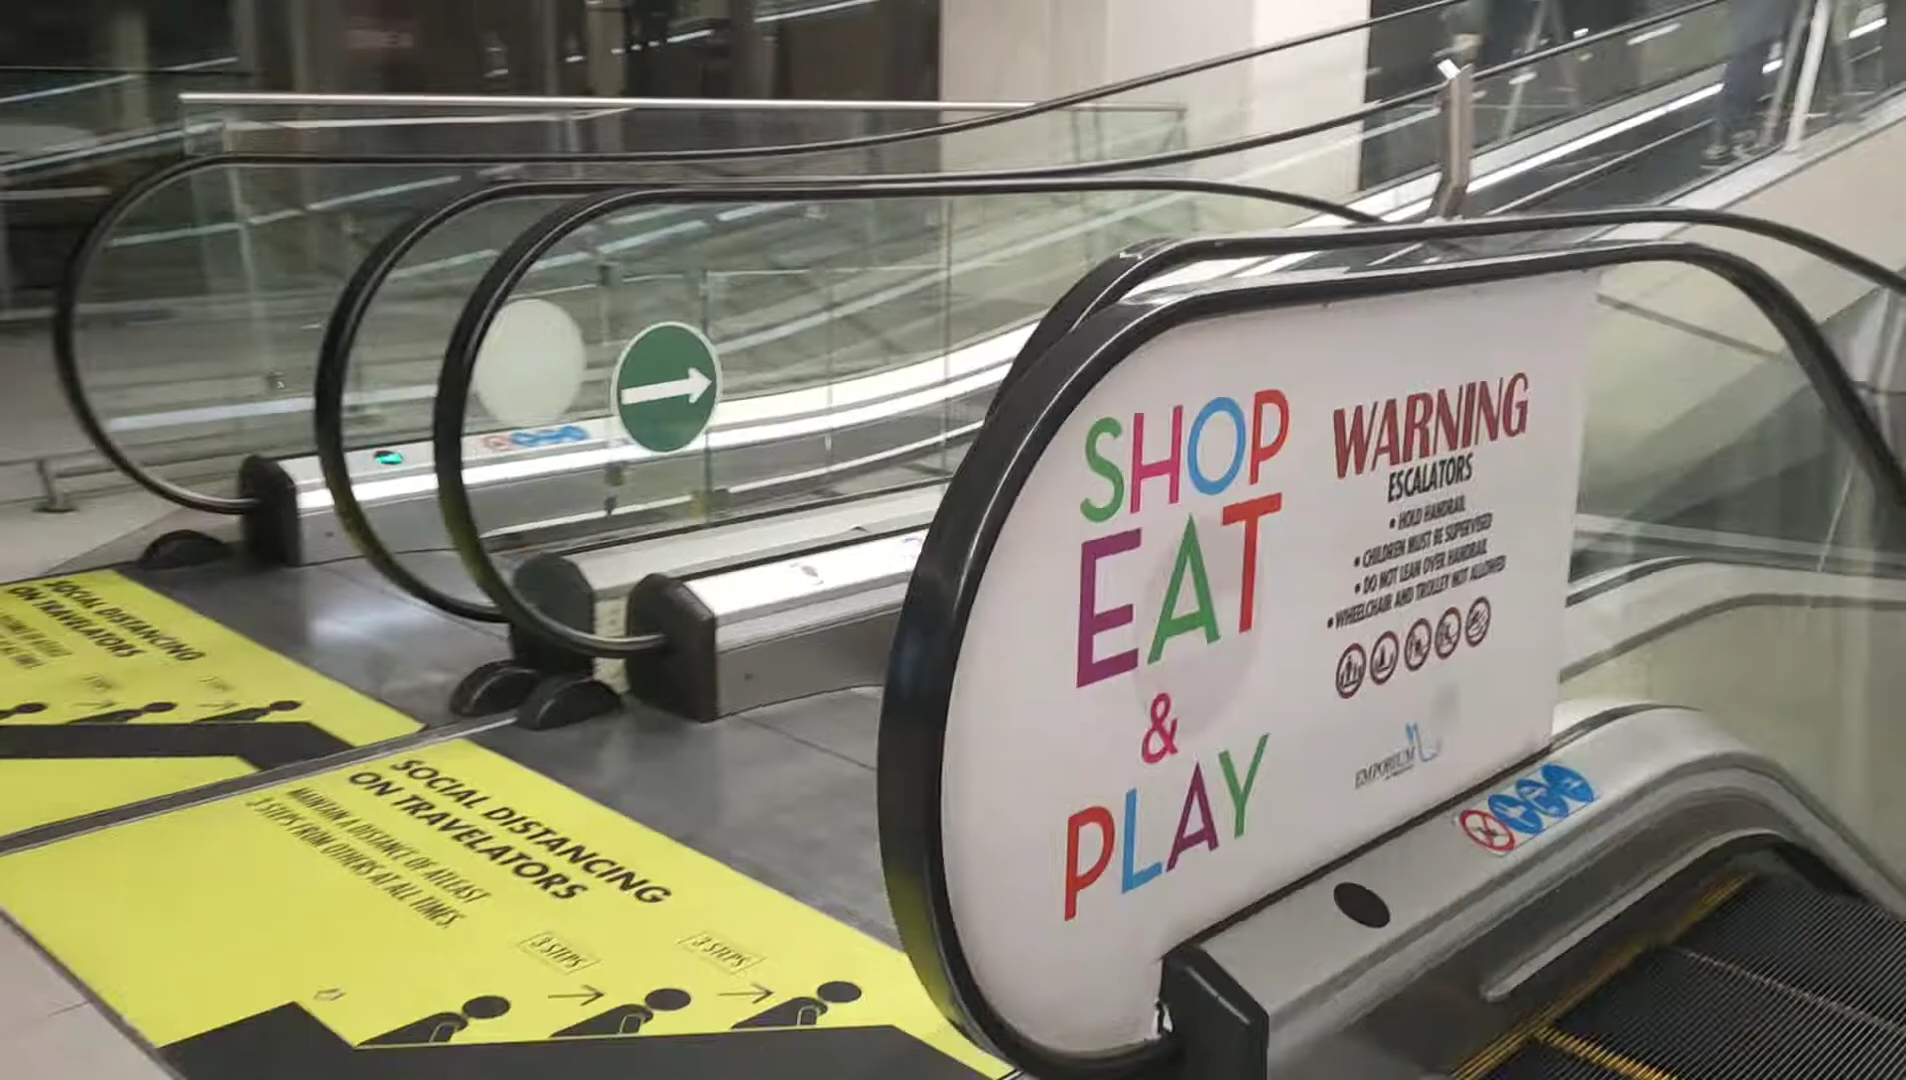 SOCIAL DISTANCING
ON TRAVELATORS
SOCIAL DISTANCING
ON TRAVELATORS
MAINTAIN A DISTANCE OF ATLEAST
3 STEPS FROM OTHERS AT ALL TIMES.
3 STEPS
3 STEPS
SHOP
EAT
&
PLAY
WARNING
ESCALATORS
• HOLD HANDRAIL
• CHILDREN MUST BE SUPERVISED
• DO NOT LEAN OVER HANDRAIL
• WHEELCHAIR AND TROLLEY NOT ALLOWED
EMPORIUM